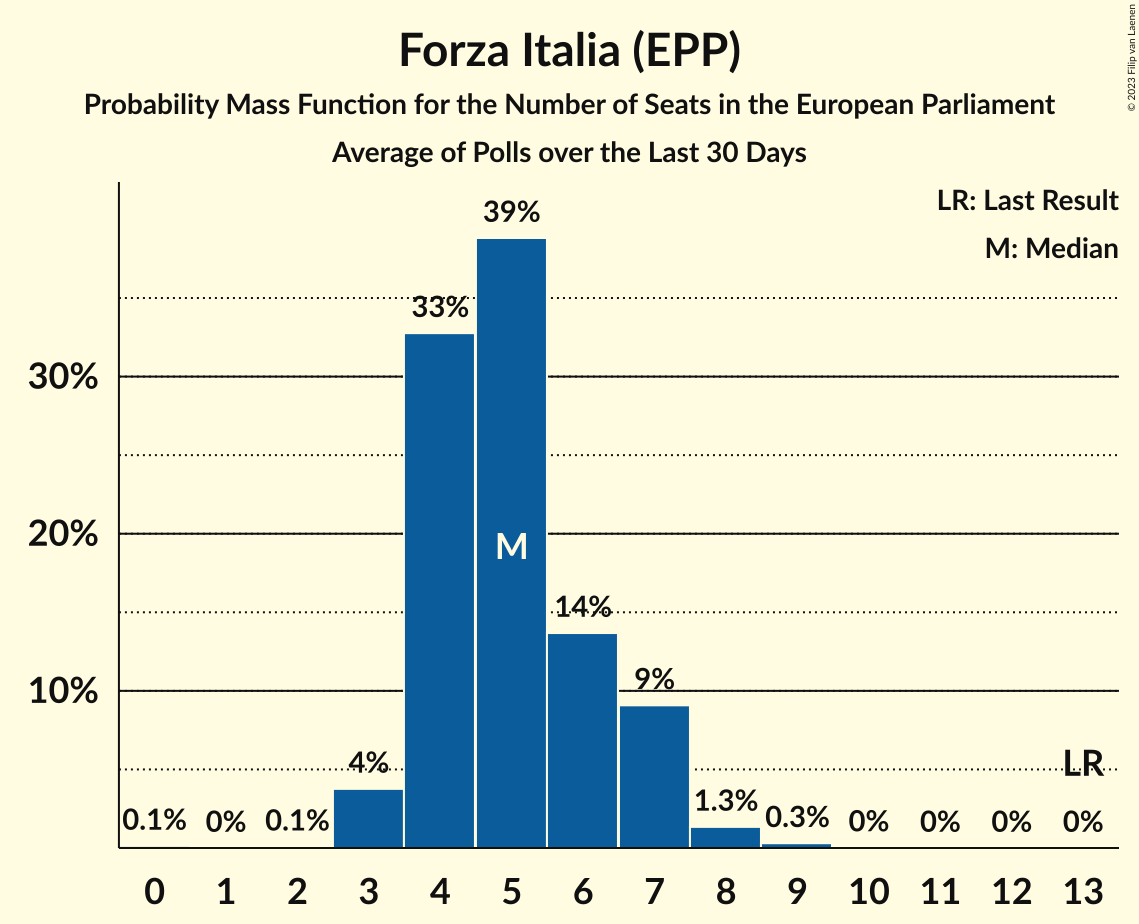 Forza Italia (EPP)
Probability Mass Function for the Number of Seats in the European Parliament
Average of Polls over the Last 30 Days
© 2023 Filip van Laenen
LR: Last Result
M: Median
39%
33%
30%
20%
M
14%
10%
9%
4%
LR
0.1% 0% 0.1% 1.3% 0.3% 0% 0% 0% 0%
0 1 2 3 4 5 6 7 8 9 10 11 12 13